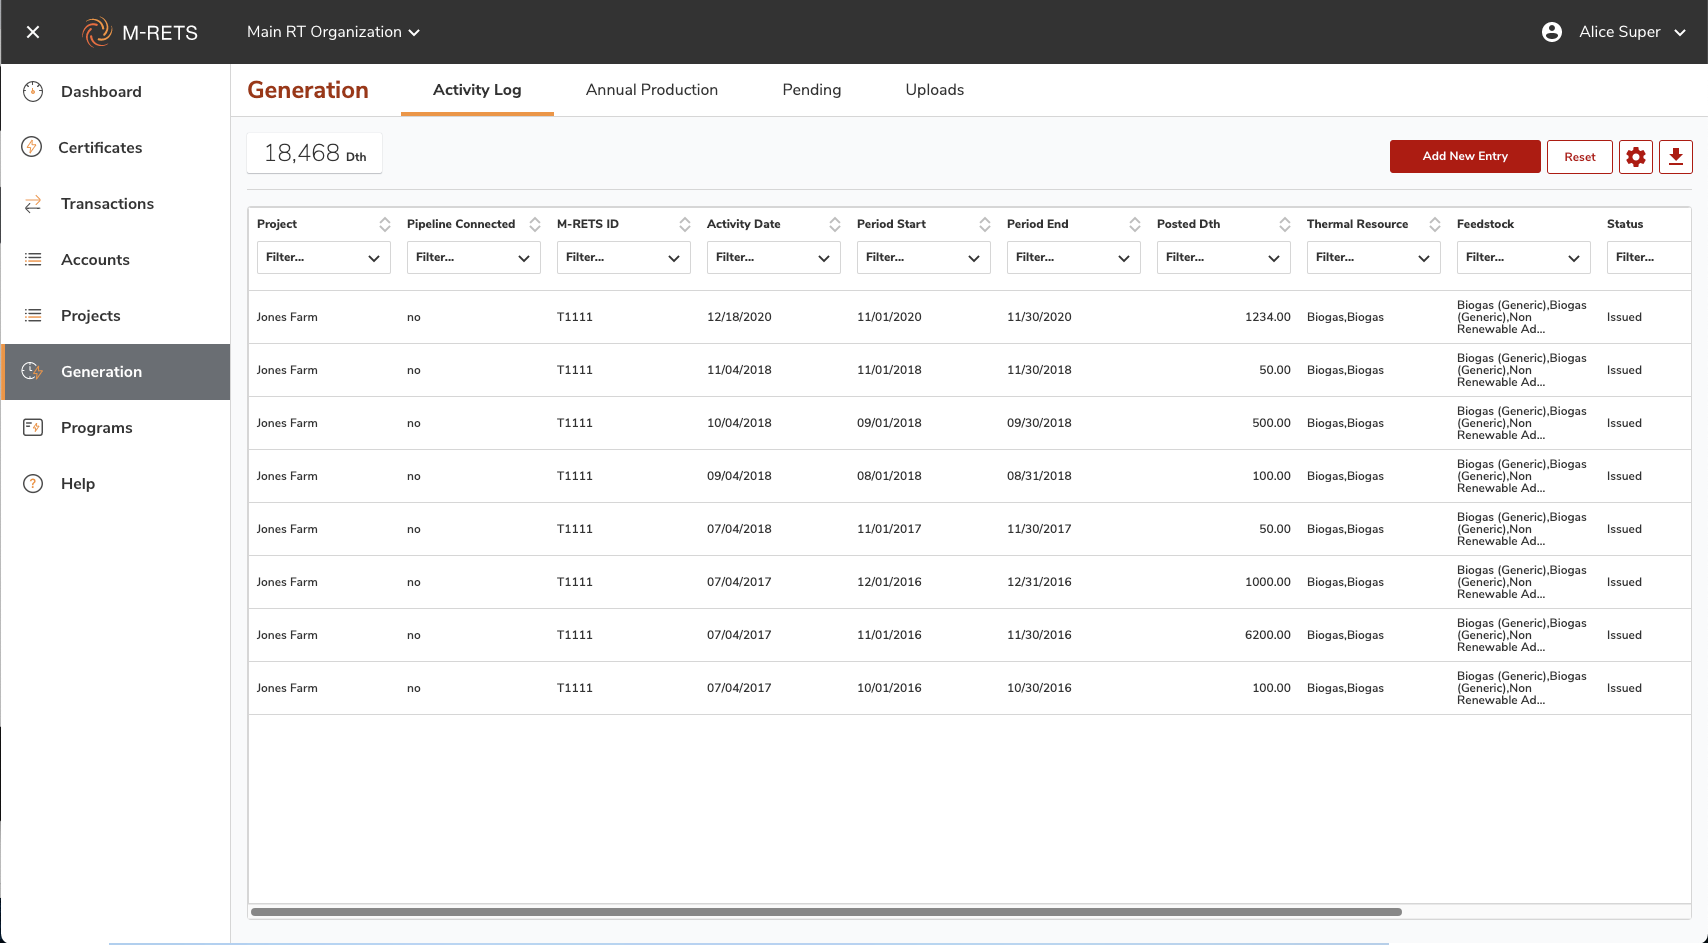 M-RETS
Main RT Organization
Alice Super
Dashboard
Certificates
Transactions
Accounts
Projects
Generation
Programs
Help
Generation
Activity Log
Annual Production
Pending
Uploads
18,468 Dth
Add New Entry
Reset
Project Pipeline Connected M-RETS ID Activity Date Period Start Period End Posted Dth Thermal Resource Feedstock Status
Filter... Filter... Filter... Filter... Filter... Filter... Filter... Filter... Filter... Filter...
Jones Farm no T1111 12/18/2020 11/01/2020 11/30/2020 1234.00 Biogas,Biogas Biogas (Generic),Biogas
(Generic),Non
Renewable Ad... Issued
Jones Farm no T1111 11/04/2018 11/01/2018 11/30/2018 50.00 Biogas,Biogas Biogas (Generic),Biogas
(Generic),Non
Renewable Ad... Issued
Jones Farm no T1111 10/04/2018 09/01/2018 09/30/2018 500.00 Biogas,Biogas Biogas (Generic),Biogas
(Generic),Non
Renewable Ad... Issued
Jones Farm no T1111 09/04/2018 08/01/2018 08/31/2018 100.00 Biogas,Biogas Biogas (Generic),Biogas
(Generic),Non
Renewable Ad... Issued
Jones Farm no T1111 07/04/2018 11/01/2017 11/30/2017 50.00 Biogas,Biogas Biogas (Generic),Biogas
(Generic),Non
Renewable Ad... Issued
Jones Farm no T1111 07/04/2017 12/01/2016 12/31/2016 1000.00 Biogas,Biogas Biogas (Generic),Biogas
(Generic),Non
Renewable Ad... Issued
Jones Farm no T1111 07/04/2017 11/01/2016 11/30/2016 6200.00 Biogas,Biogas Biogas (Generic),Biogas
(Generic),Non
Renewable Ad... Issued
Jones Farm no T1111 07/04/2017 10/01/2016 10/30/2016 100.00 Biogas,Biogas Biogas (Generic),Biogas
(Generic),Non
Renewable Ad... Issued